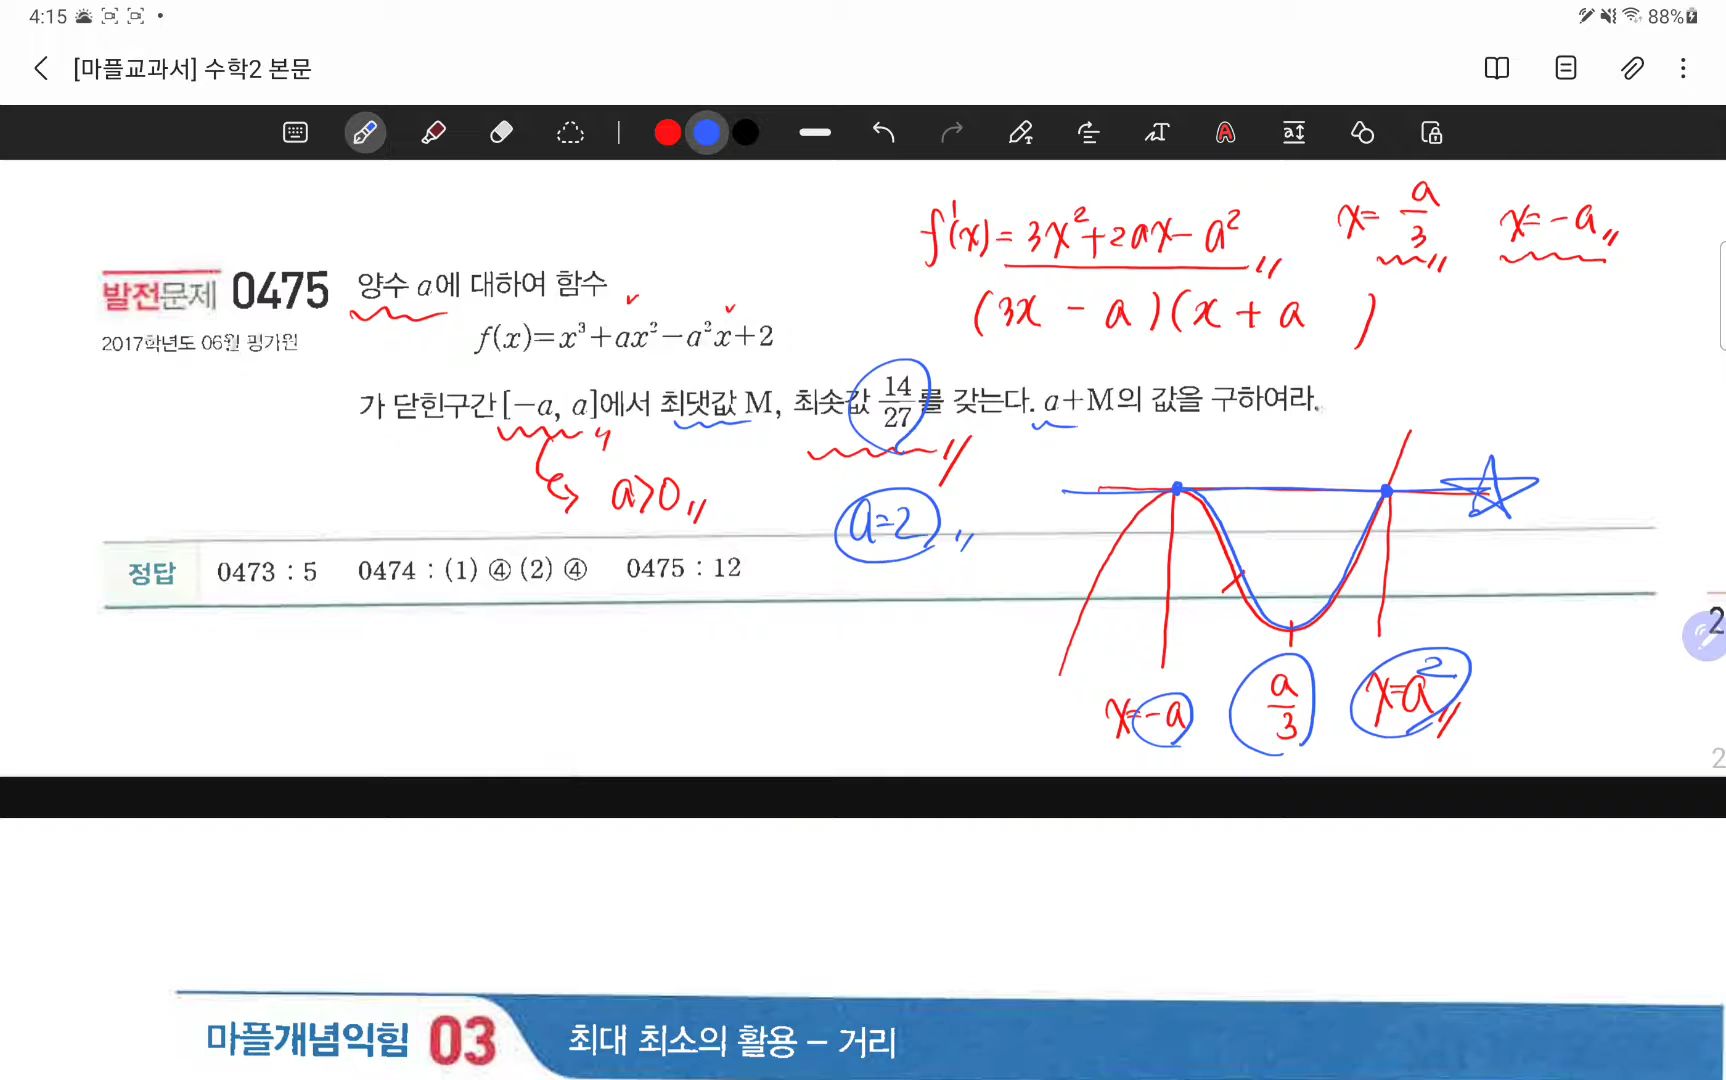 4:15
88%
[마플교과서] 수학2 본문
f'(x)=3x²+2ax-a² x=a/3 x=-a
(3x-a)(x+a )
발전문제 0475 양수 a에 대하여 함수
2017학년도 06월 평가원
f(x)=x³+ax²-a²x+2
가 닫힌구간 [-a, a]에서 최댓값 M, 최솟값 14/27를 갖는다. a+M의 값을 구하여라.
a>0
a=2
정답 0473 : 5 0474 : (1) ④ (2) ④ 0475 : 12
x=-a a/3 x=a 2
2
2
마플개념익힘 03 최대 최소의 활용 - 거리